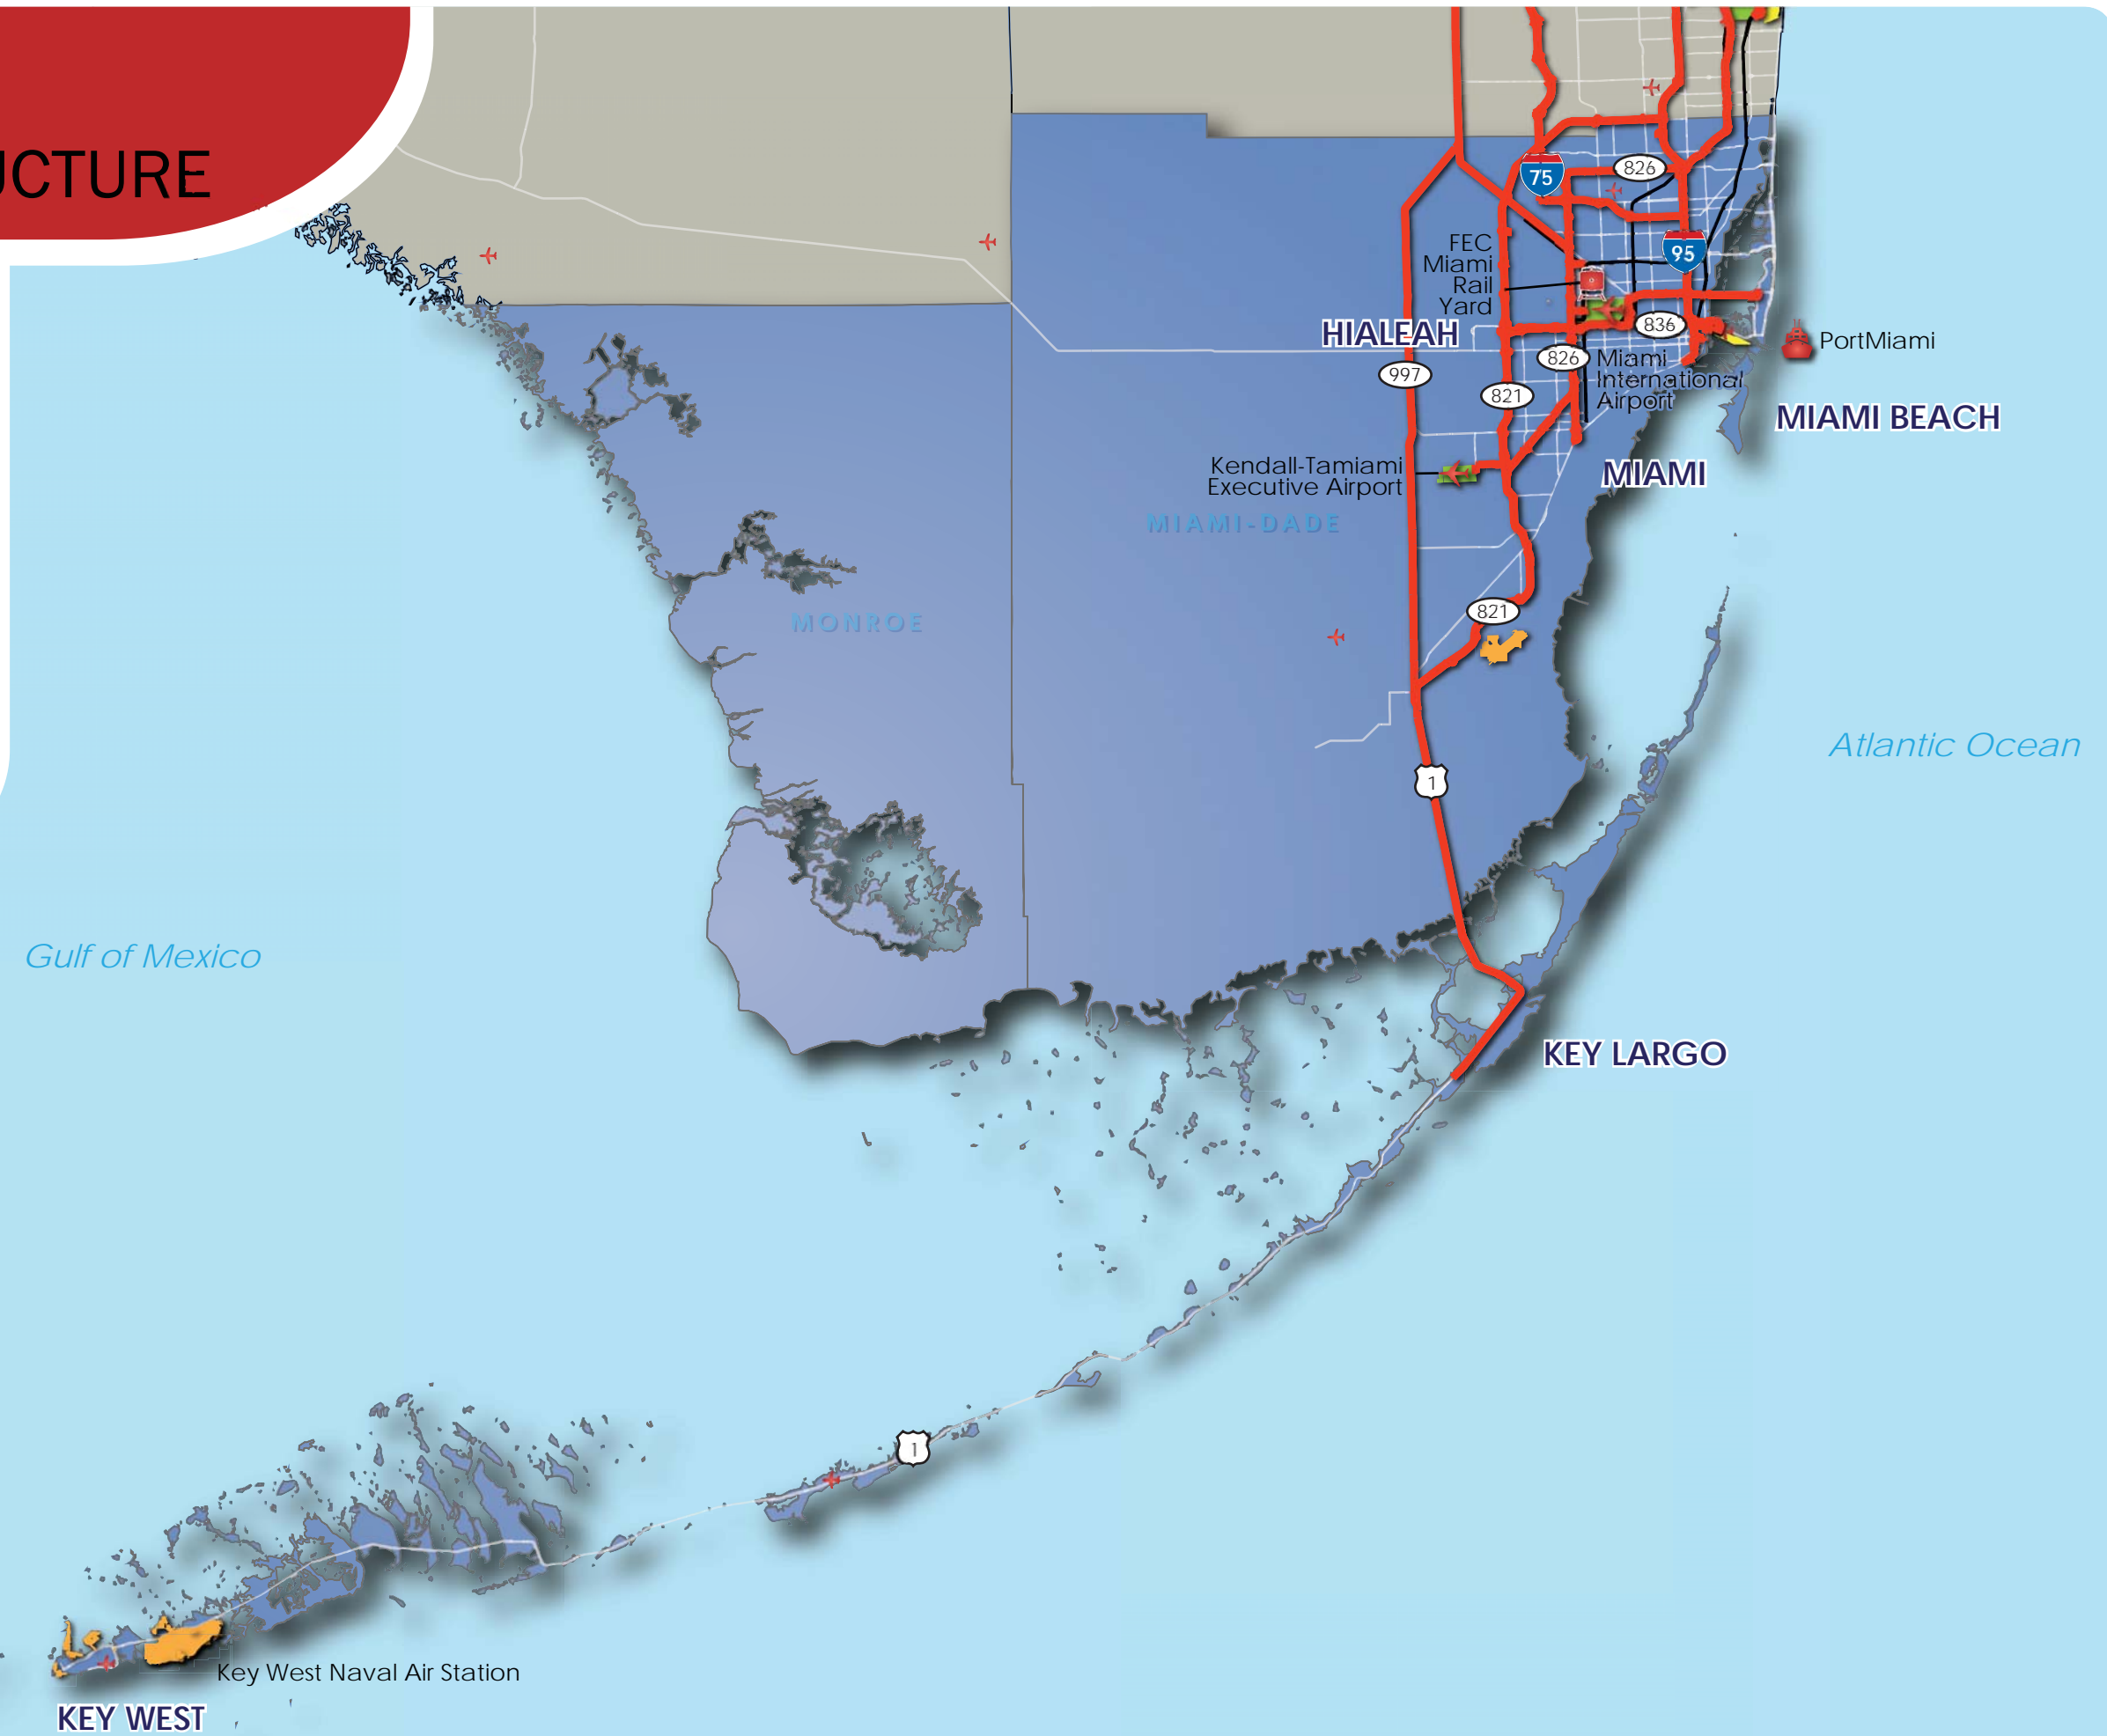 UCTURE
75
826
95
FEC
Miami
Rail
Yard
HIALEAH
836
PortMiami
826
Miami
International
Airport
997
821
MIAMI BEACH
Kendall-Tamiami
Executive Airport
MIAMI
MIAMI-DADE
821
MONROE
Atlantic Ocean
1
Gulf of Mexico
KEY LARGO
1
Key West Naval Air Station
KEY WEST